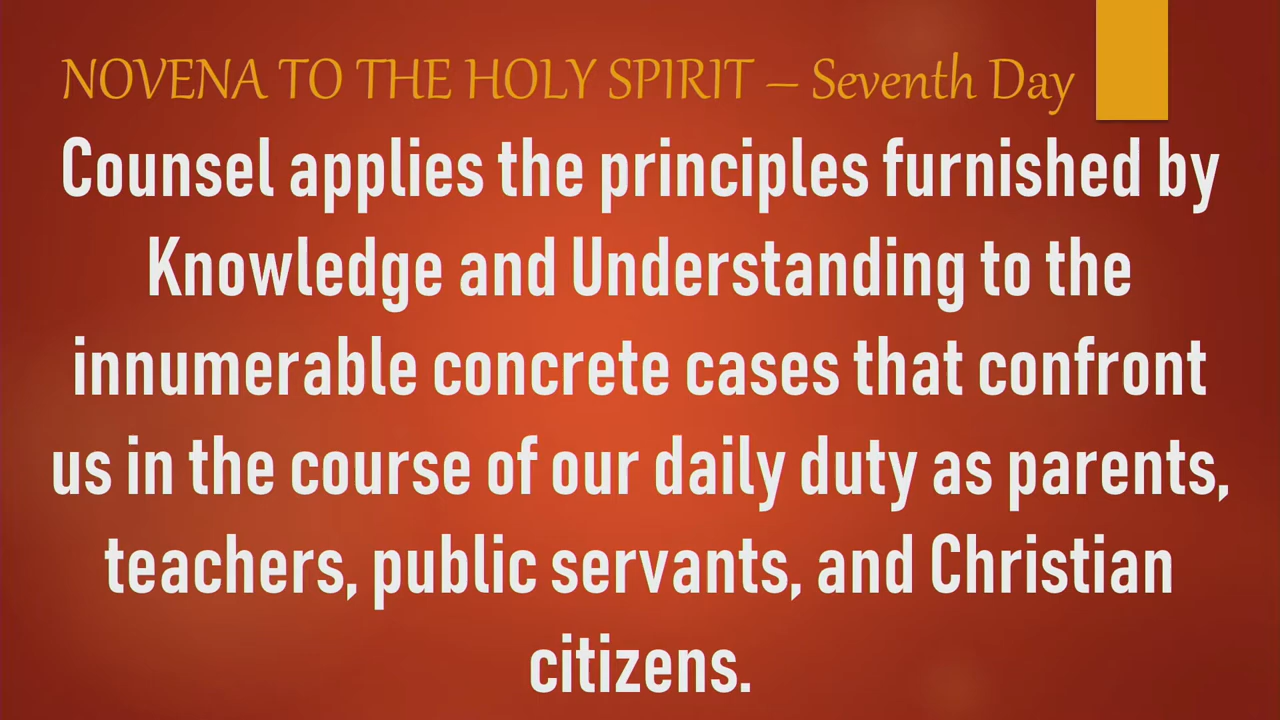 NOVENA TO THE HOLY SPIRIT – Seventh Day
Counsel applies the principles furnished by
Knowledge and Understanding to the
innumerable concrete cases that confront
us in the course of our daily duty as parents,
teachers, public servants, and Christian
citizens.